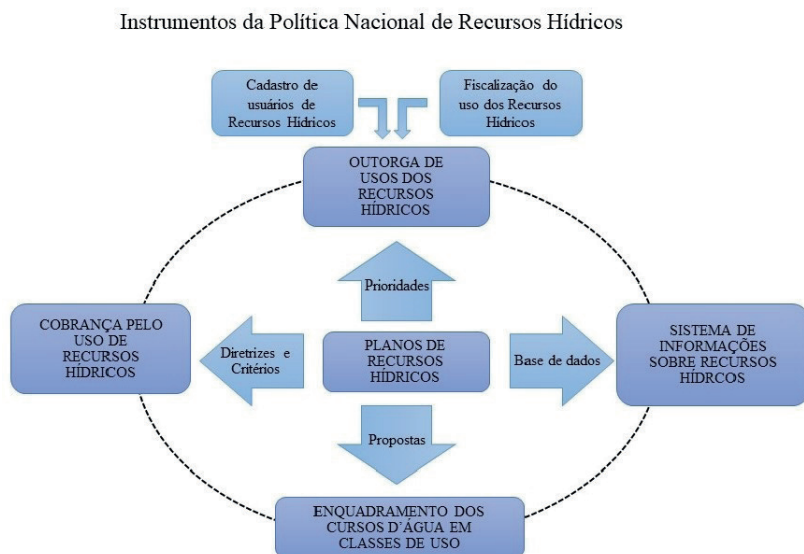 Instrumentos da Política Nacional de Recursos Hídricos
Cadastro de
usuários de
Recursos Hídricos
Fiscalização do
uso dos Recursos
Hídricos
OUTORGA DE
USOS DOS
RECURSOS
HÍDRICOS
Prioridades
COBRANÇA PELO
USO DE
RECURSOS
HÍDRICOS
Diretrizes e
Critérios
PLANOS DE
RECURSOS
HÍDRICOS
Base de dados
SISTEMA DE
INFORMAÇÕES
SOBRE RECURSOS
HÍDRCOS
Propostas
ENQUADRAMENTO DOS
CURSOS D'ÁGUA EM
CLASSES DE USO